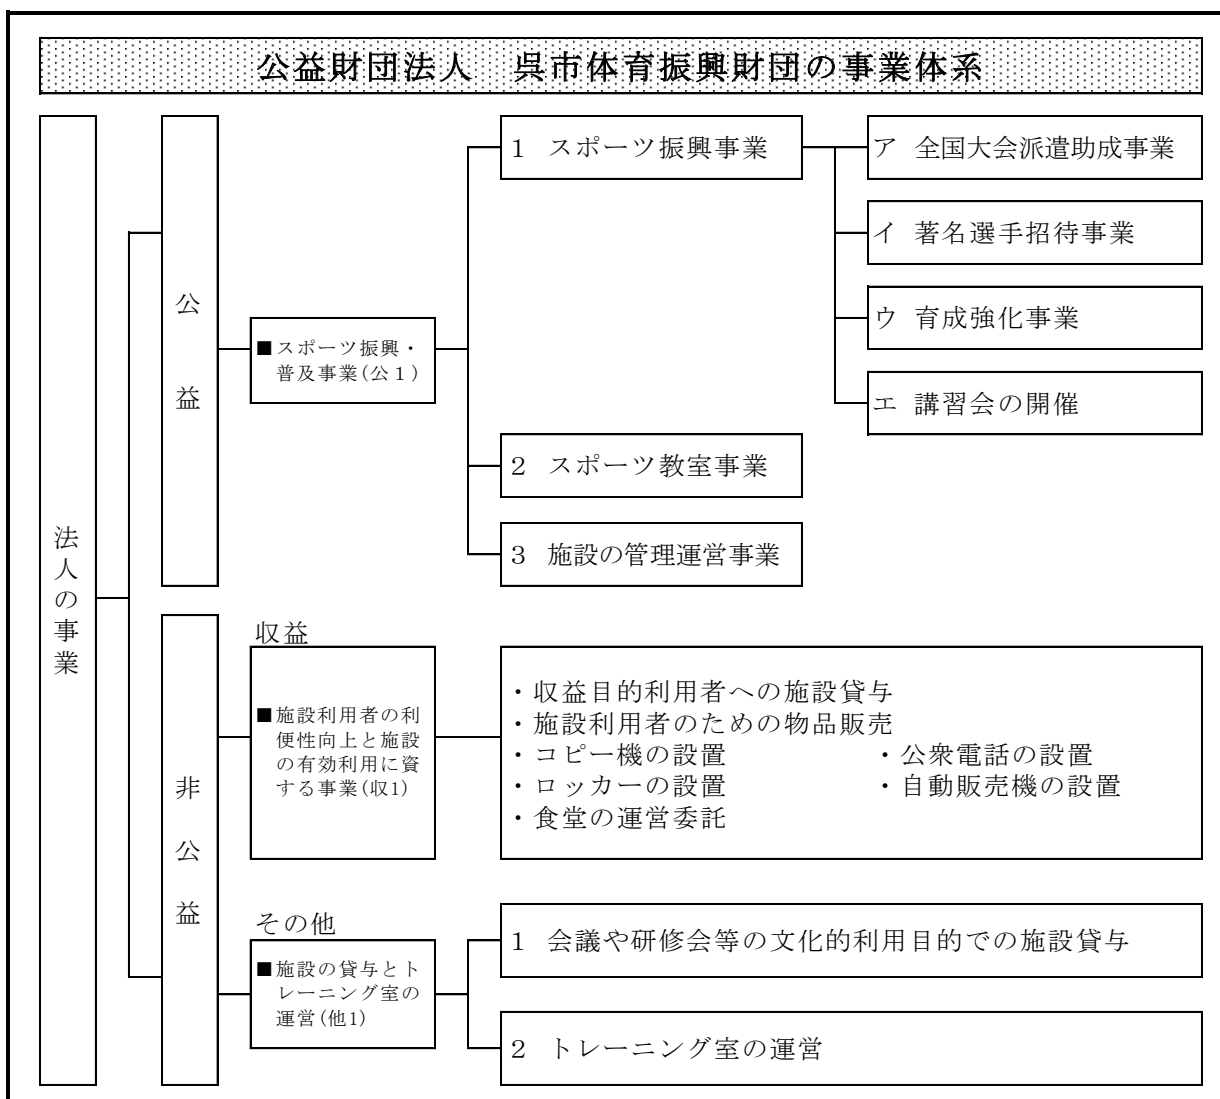 公益財団法人　呉市体育振興財団の事業体系
法人の事業
公益
■スポーツ振興・
普及事業(公１)
１ スポーツ振興事業
ア 全国大会派遣助成事業
イ 著名選手招待事業
ウ 育成強化事業
エ 講習会の開催
２ スポーツ教室事業
３ 施設の管理運営事業
非公益
収益
■施設利用者の利
便性向上と施設
の有効利用に資
する事業(収1)
・収益目的利用者への施設貸与
・施設利用者のための物品販売
・コピー機の設置　・公衆電話の設置
・ロッカーの設置　・自動販売機の設置
・食堂の運営委託
その他
■施設の貸与とト
レーニング室の
運営(他1)
１ 会議や研修会等の文化的利用目的での施設貸与
２ トレーニング室の運営